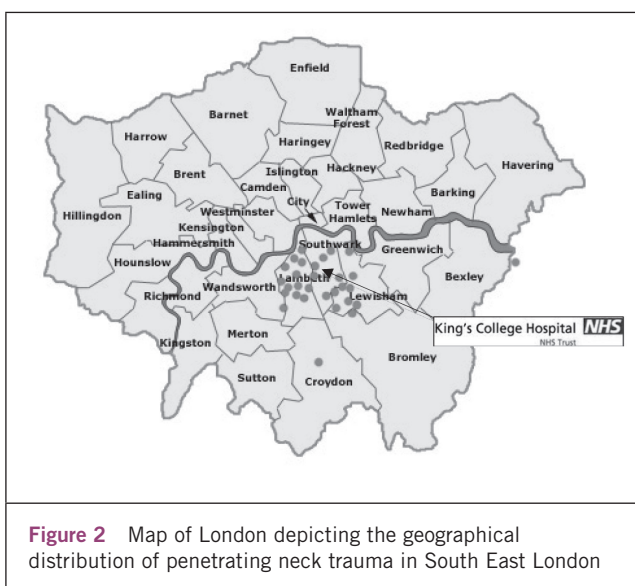 Enfield
Barnet
Waltham
Forest
Harrow
Haringey
Redbridge
Havering
Hackney
Brent
Islington
Camden
Barking
Ealing
City
Tower
Hamlets
Newham
Hillingdon
Westminster
Kensington
Hammersmith
Southwark
Greenwich
Hounslow
Lambeth
Bexley
Richmond
Wandsworth
Lewisham
King's College Hospital NHS
NHS Trust
Merton
Kingston
Bromley
Sutton
Croydon
Figure 2 Map of London depicting the geographical
distribution of penetrating neck trauma in South East London